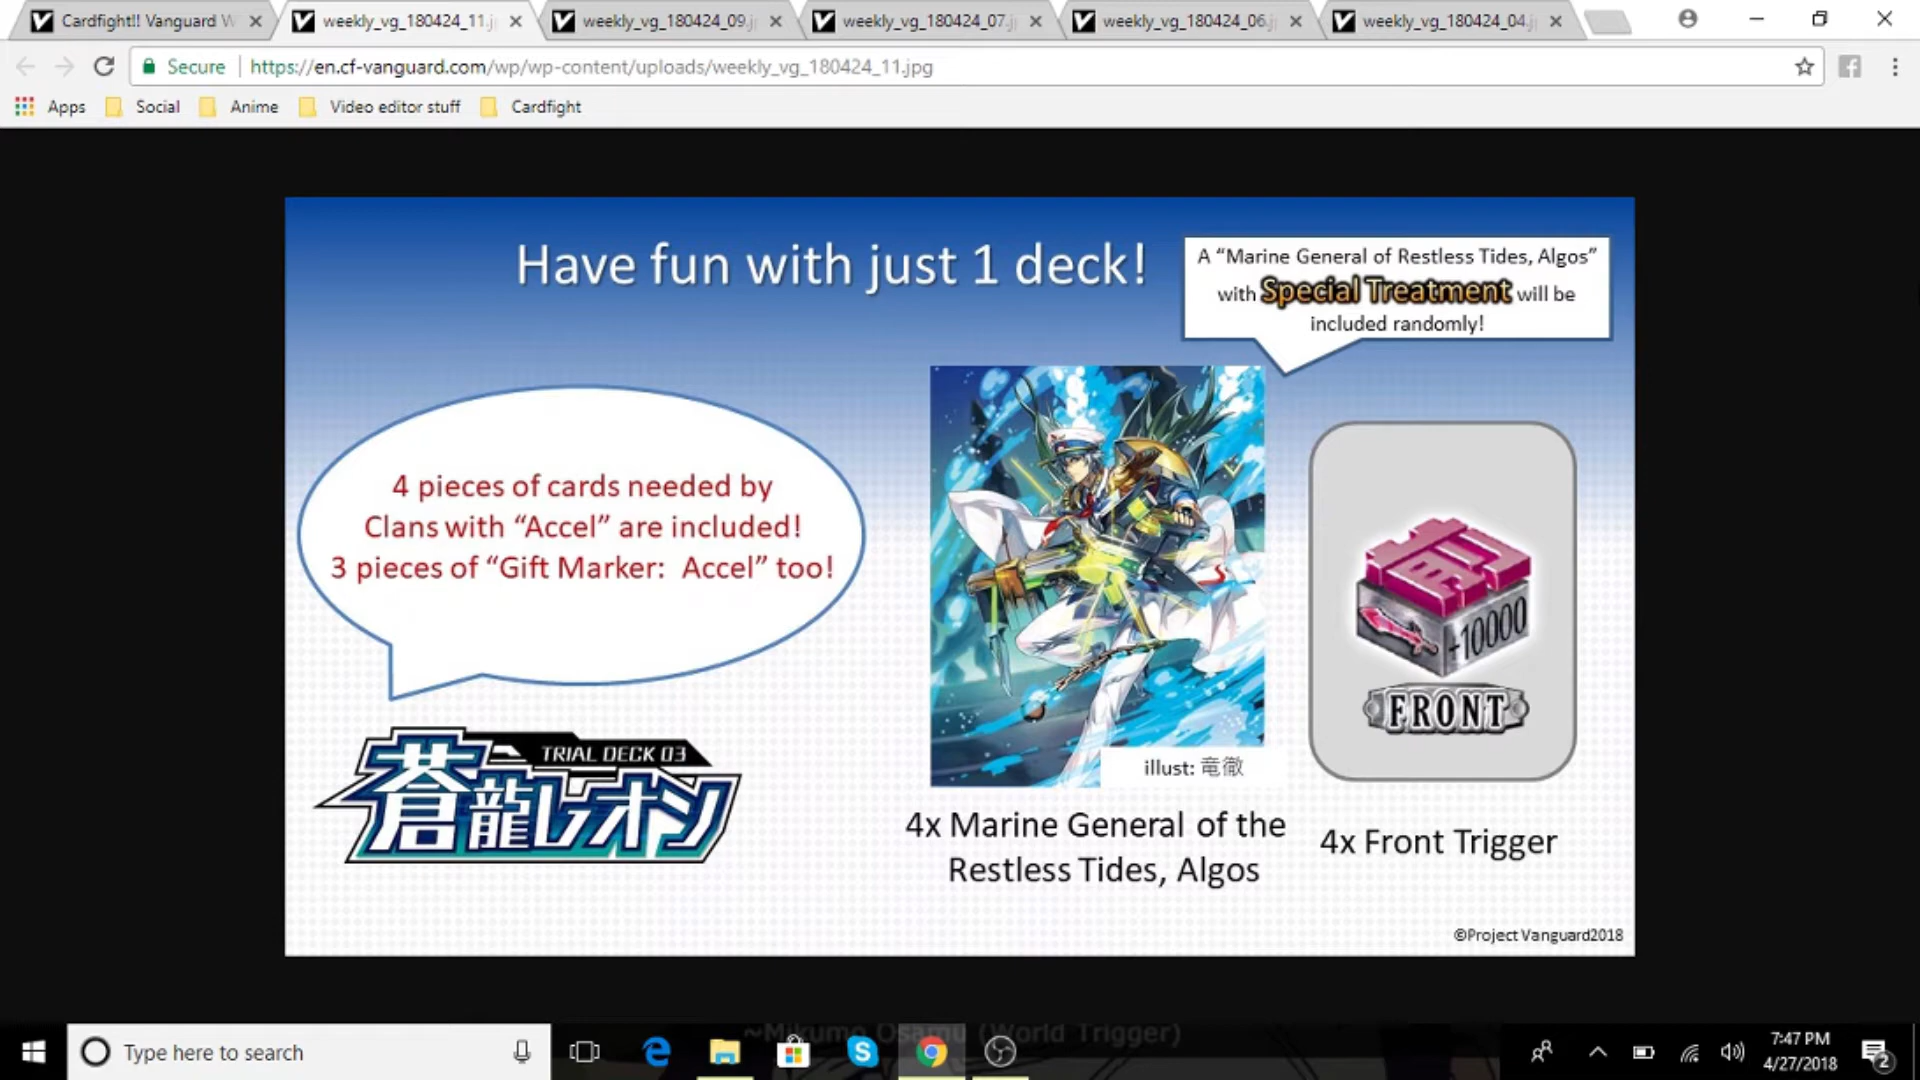 Cardfight!! Vanguard W
weekly_vg_180424_11.j
weekly_vg_180424_09.j
weekly_vg_180424_07.j
weekly_vg_180424_06.j
weekly_vg_180424_04.j
Secure
https://en.cf-vanguard.com/wp/wp-content/uploads/weekly_vg_180424_11.jpg
Apps
Social
Anime
Video editor stuff
Cardfight
Have fun with just 1 deck!
A “Marine General of Restless Tides, Algos”
with Special Treatment will be
included randomly!
4 pieces of cards needed by
Clans with “Accel” are included!
3 pieces of “Gift Marker: Accel” too!
+10000
FRONT
TRIAL DECK 03
蒼龍レオン
illust: 竜徹
4x Marine General of the
Restless Tides, Algos
4x Front Trigger
©Project Vanguard2018
~Mikumo Osamu (World Trigger)
Type here to search
7:47 PM
4/27/2018
2